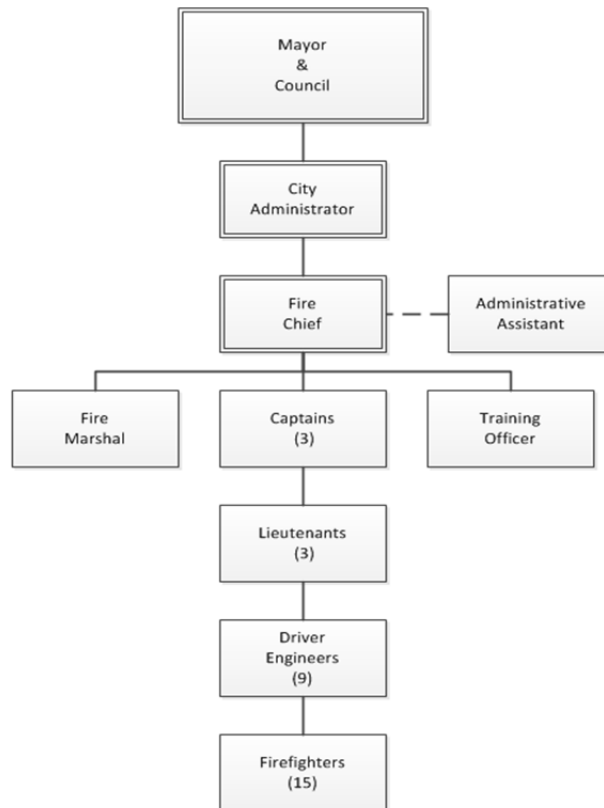 Mayor
&
Council
City
Administrator
Fire
Chief
Administrative
Assistant
Fire
Marshal
Captains
(3)
Training
Officer
Lieutenants
(3)
Driver
Engineers
(9)
Firefighters
(15)